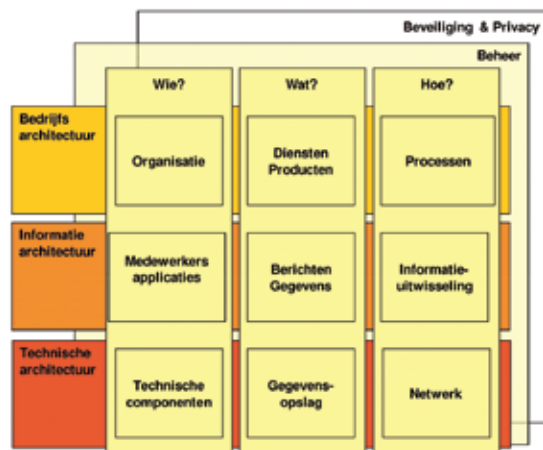 Beveiliging & Privacy
Beheer
Wie?
Wat?
Hoe?
Bedrijfs
architectuur
Organisatie
Diensten
Producten
Processen
Informatie
architectuur
Medewerkers
applicaties
Berichten
Gegevens
Informatie-
uitwisseling
Technische
architectuur
Technische
componenten
Gegevens-
opslag
Netwerk